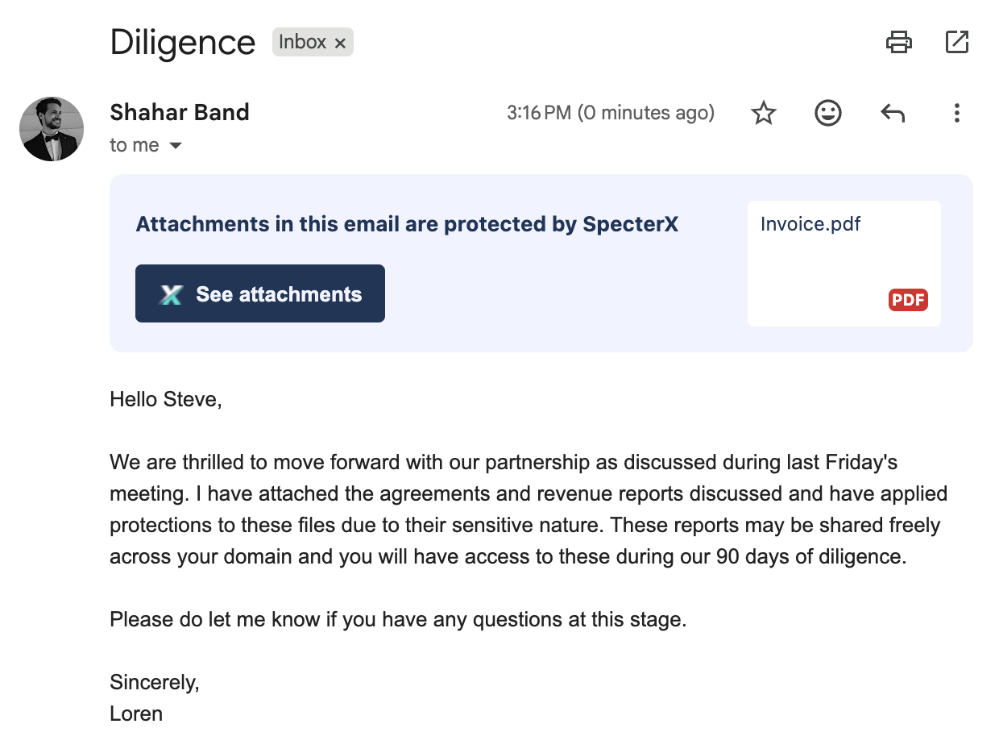 Diligence Inbox ×
Shahar Band 3:16 PM (0 minutes ago)
to me
Attachments in this email are protected by SpecterX
Invoice.pdf
See attachments
PDF
Hello Steve,
We are thrilled to move forward with our partnership as discussed during last Friday's
meeting. I have attached the agreements and revenue reports discussed and have applied
protections to these files due to their sensitive nature. These reports may be shared freely
across your domain and you will have access to these during our 90 days of diligence.
Please do let me know if you have any questions at this stage.
Sincerely,
Loren